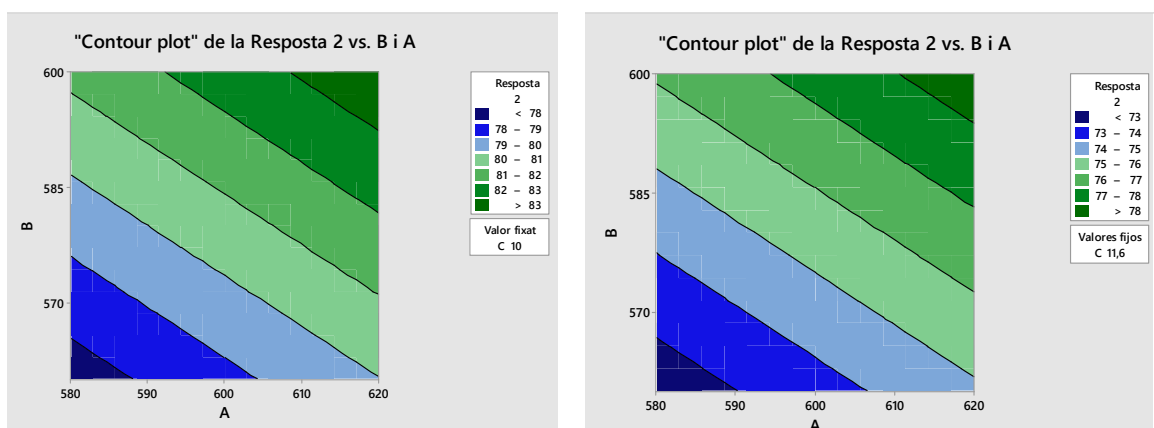 "Contour plot" de la Resposta 2 vs. B i A
600
585
570
B
580
590
600
610
620
A
Resposta
2
< 78
78 – 79
79 – 80
80 – 81
81 – 82
82 – 83
> 83
Valor fixat
C 10
"Contour plot" de la Resposta 2 vs. B i A
600
585
570
B
580
590
600
610
620
A
Resposta
2
< 73
73 – 74
74 – 75
75 – 76
76 – 77
77 – 78
> 78
Valores fijos
C 11,6